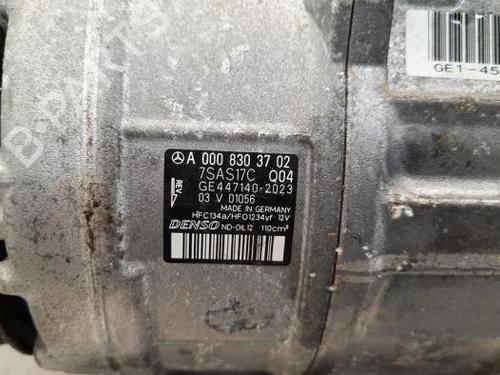 B-PARTS
GE1-45
A 000 830 37 02
7SAS17C Q04
REV
GE447140-2023
03 V 01056
MADE IN GERMANY
HFC134a/HFO1234yf 12V
DENSO ND-OIL12 110cm³